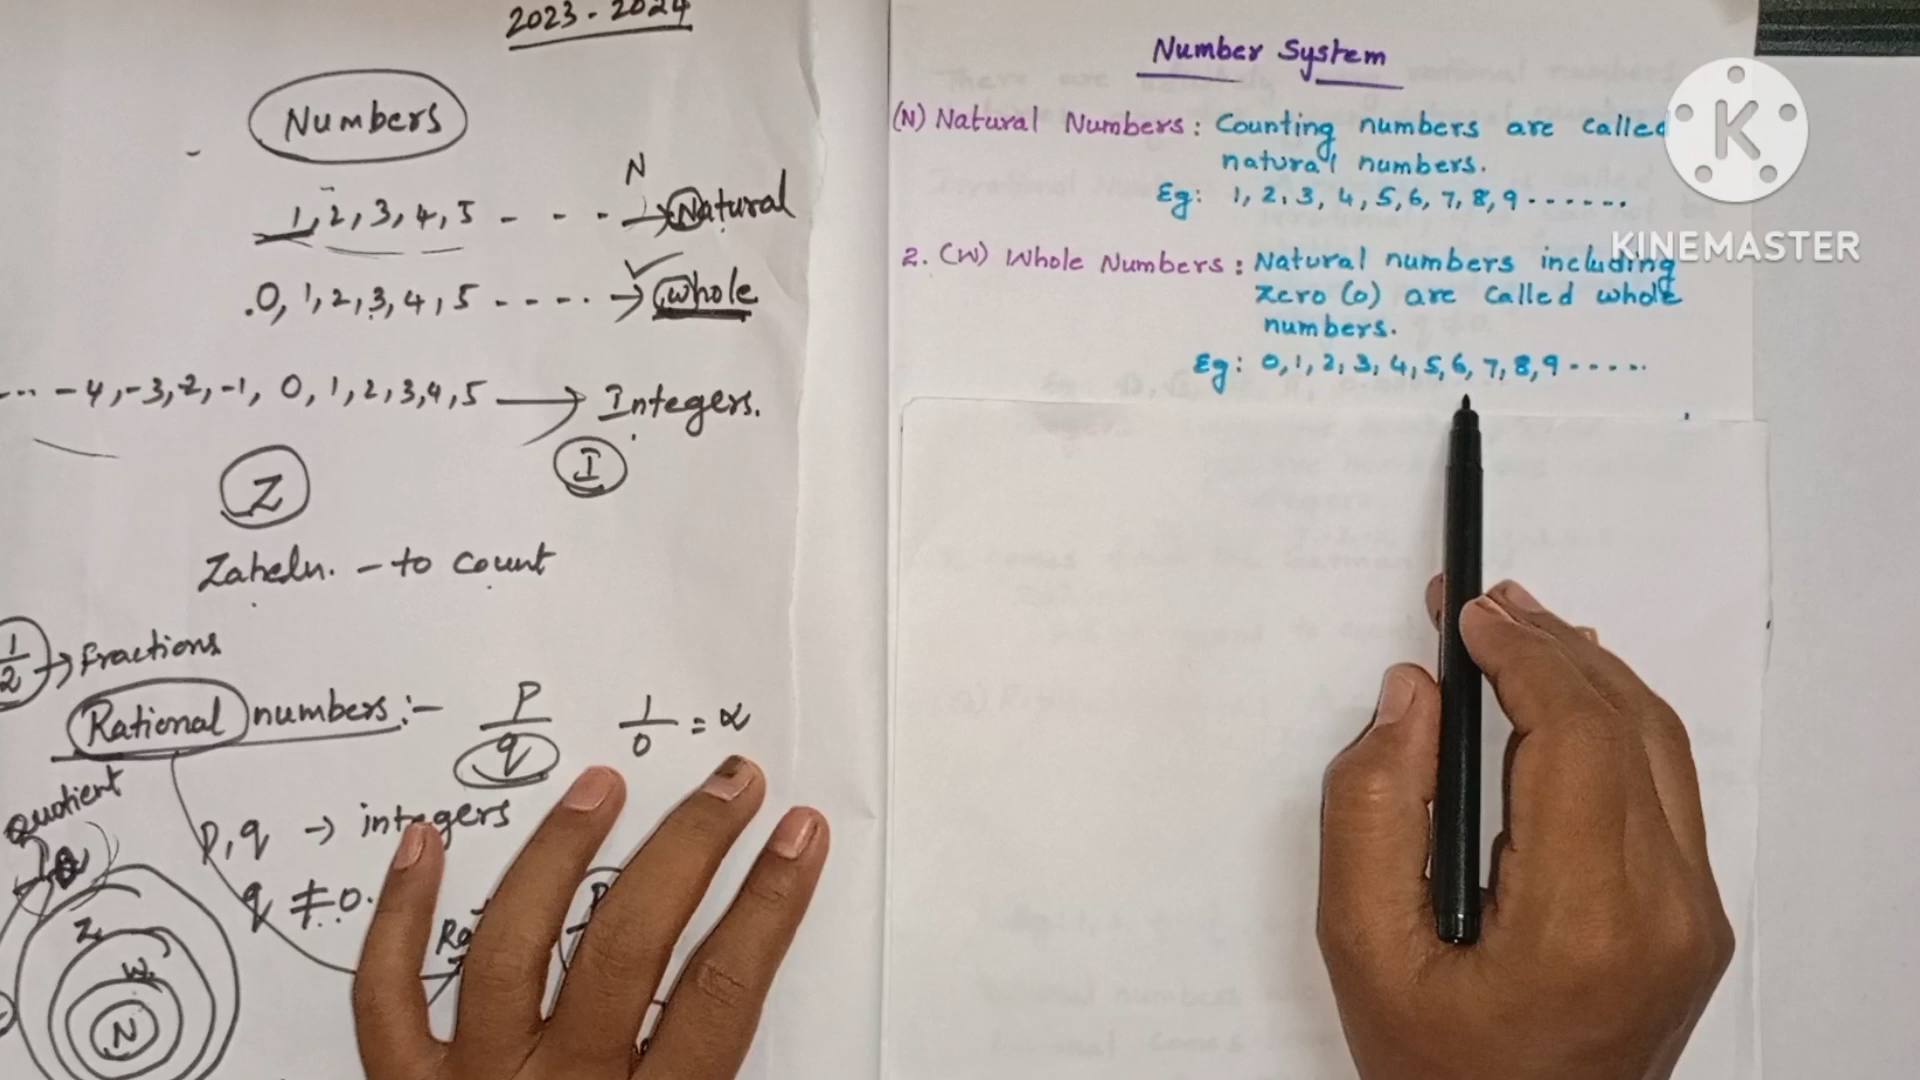 2023-2024
Numbers
N
1, 2, 3, 4, 5 - - - → Natural
.0, 1, 2, 3, 4, 5 - - - - → Whole
... -4, -3, -2, -1, 0, 1, 2, 3, 4, 5 → Integers.
I
Z
Zaheln. - to count
1/2 → Fractions
Rational numbers :- P/q 1/0 = α
Quotient
P, q → integers
q ≠ 0.
Z
W
N
Number System
(N) Natural Numbers : Counting numbers are called
natural numbers.
Eg: 1, 2, 3, 4, 5, 6, 7, 8, 9 ......
2. (W) Whole Numbers : Natural numbers including
zero (0) are called whole
numbers.
Eg: 0, 1, 2, 3, 4, 5, 6, 7, 8, 9 .....
K
KINEMASTER